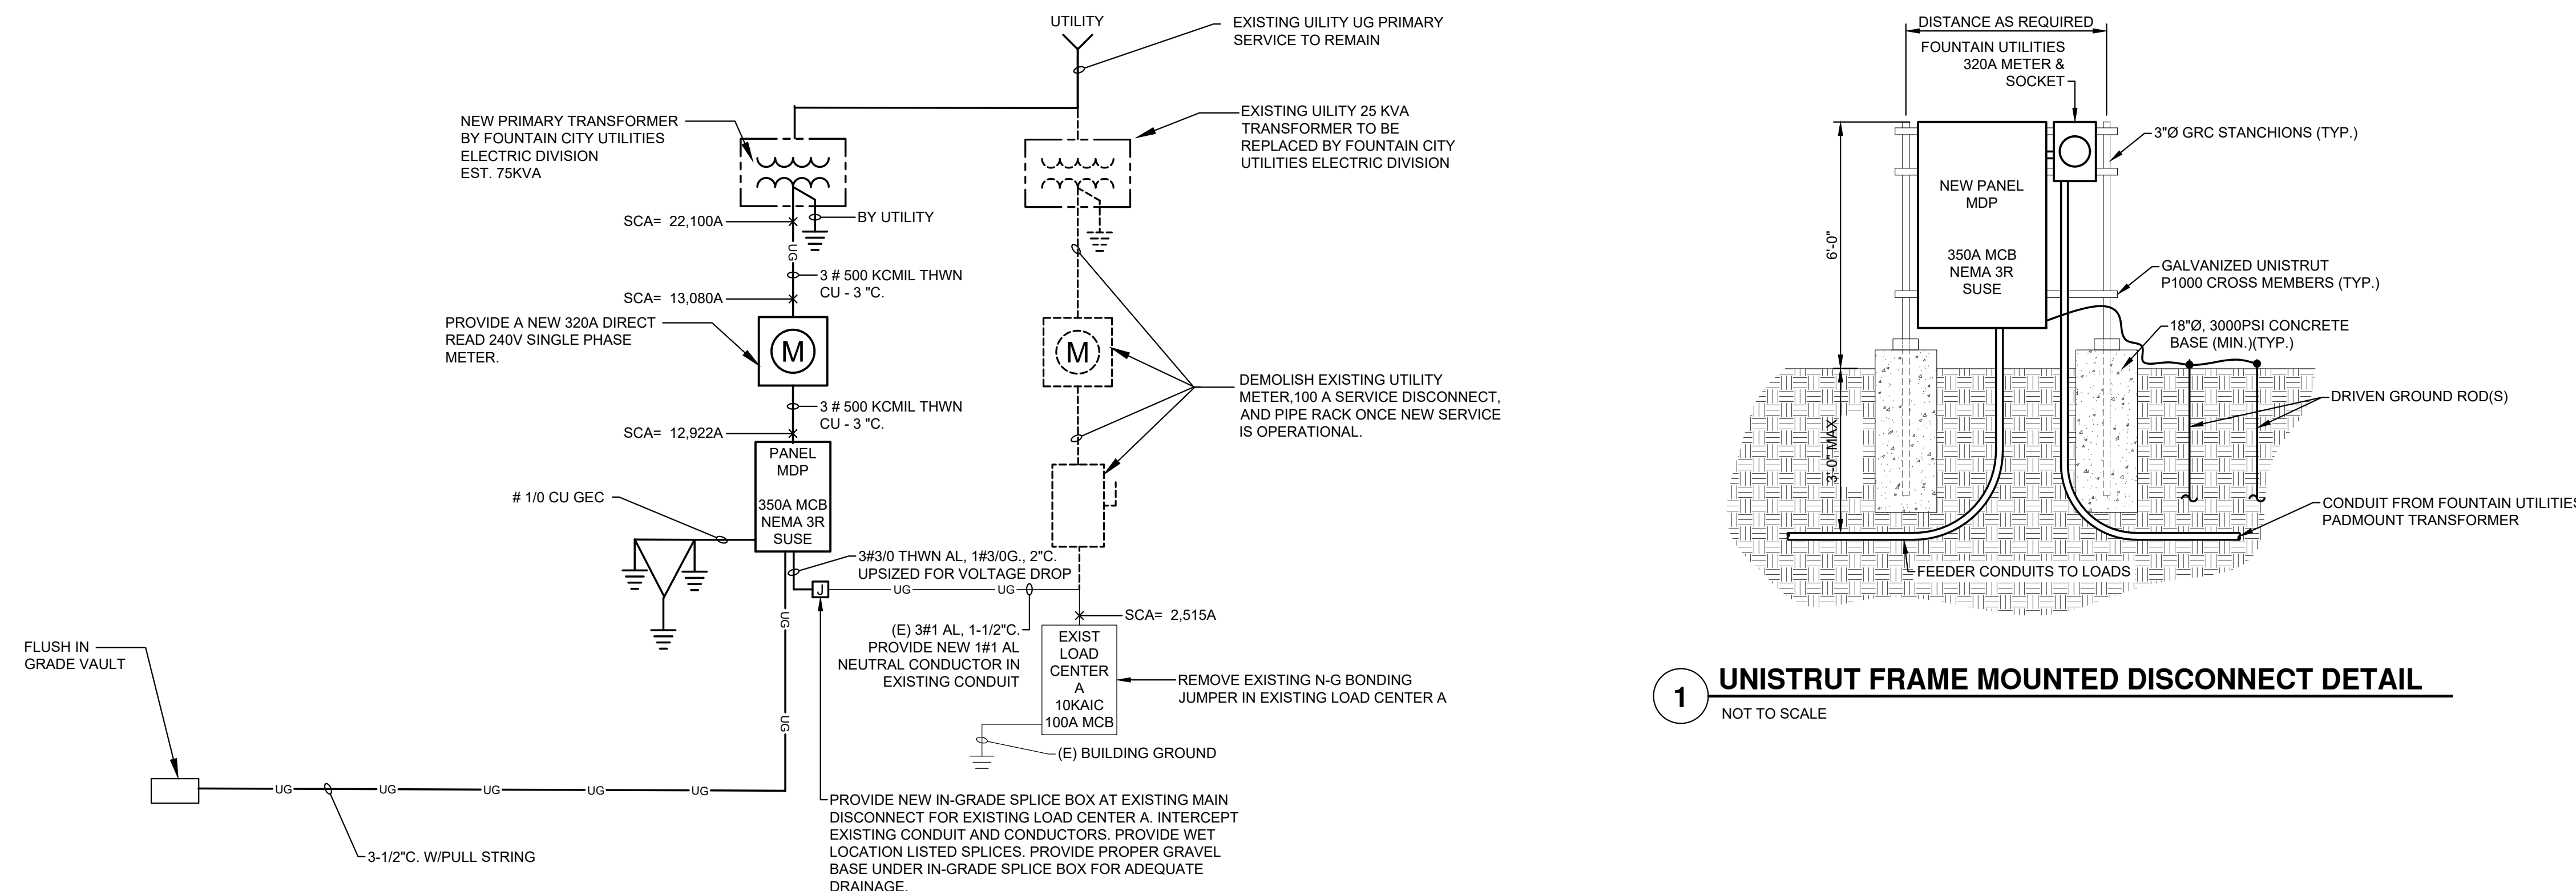 UTILITY
EXISTING UILITY UG PRIMARY
SERVICE TO REMAIN
NEW PRIMARY TRANSFORMER
BY FOUNTAIN CITY UTILITIES
ELECTRIC DIVISION
EST. 75KVA
EXISTING UILITY 25 KVA
TRANSFORMER TO BE
REPLACED BY FOUNTAIN CITY
UTILITIES ELECTRIC DIVISION
SCA= 22,100A
BY UTILITY
UG
3 # 500 KCMIL THWN
CU - 3 "C.
SCA= 13,080A
PROVIDE A NEW 320A DIRECT
READ 240V SINGLE PHASE
METER.
M
M
3 # 500 KCMIL THWN
CU - 3 "C.
SCA= 12,922A
DEMOLISH EXISTING UTILITY
METER,100 A SERVICE DISCONNECT,
AND PIPE RACK ONCE NEW SERVICE
IS OPERATIONAL.
PANEL
MDP
350A MCB
NEMA 3R
SUSE
# 1/0 CU GEC
3#3/0 THWN AL, 1#3/0G., 2"C.
UPSIZED FOR VOLTAGE DROP
J
UG
UG
UG
UG
SCA= 2,515A
(E) 3#1 AL, 1-1/2"C.
PROVIDE NEW 1#1 AL
NEUTRAL CONDUCTOR IN
EXISTING CONDUIT
EXIST
LOAD
CENTER
A
10KAIC
100A MCB
REMOVE EXISTING N-G BONDING
JUMPER IN EXISTING LOAD CENTER A
(E) BUILDING GROUND
FLUSH IN
GRADE VAULT
UG
UG
UG
UG
UG
3-1/2"C. W/PULL STRING
PROVIDE NEW IN-GRADE SPLICE BOX AT EXISTING MAIN
DISCONNECT FOR EXISTING LOAD CENTER A. INTERCEPT
EXISTING CONDUIT AND CONDUCTORS. PROVIDE WET
LOCATION LISTED SPLICES. PROVIDE PROPER GRAVEL
BASE UNDER IN-GRADE SPLICE BOX FOR ADEQUATE
DRAINAGE.
DISTANCE AS REQUIRED
FOUNTAIN UTILITIES
320A METER &
SOCKET
3"Ø GRC STANCHIONS (TYP.)
NEW PANEL
MDP
350A MCB
NEMA 3R
SUSE
6'-0"
GALVANIZED UNISTRUT
P1000 CROSS MEMBERS (TYP.)
18"Ø, 3000PSI CONCRETE
BASE (MIN.)(TYP.)
DRIVEN GROUND ROD(S)
3'-0" MAX
CONDUIT FROM FOUNTAIN UTILITIES
PADMOUNT TRANSFORMER
FEEDER CONDUITS TO LOADS
1
UNISTRUT FRAME MOUNTED DISCONNECT DETAIL
NOT TO SCALE